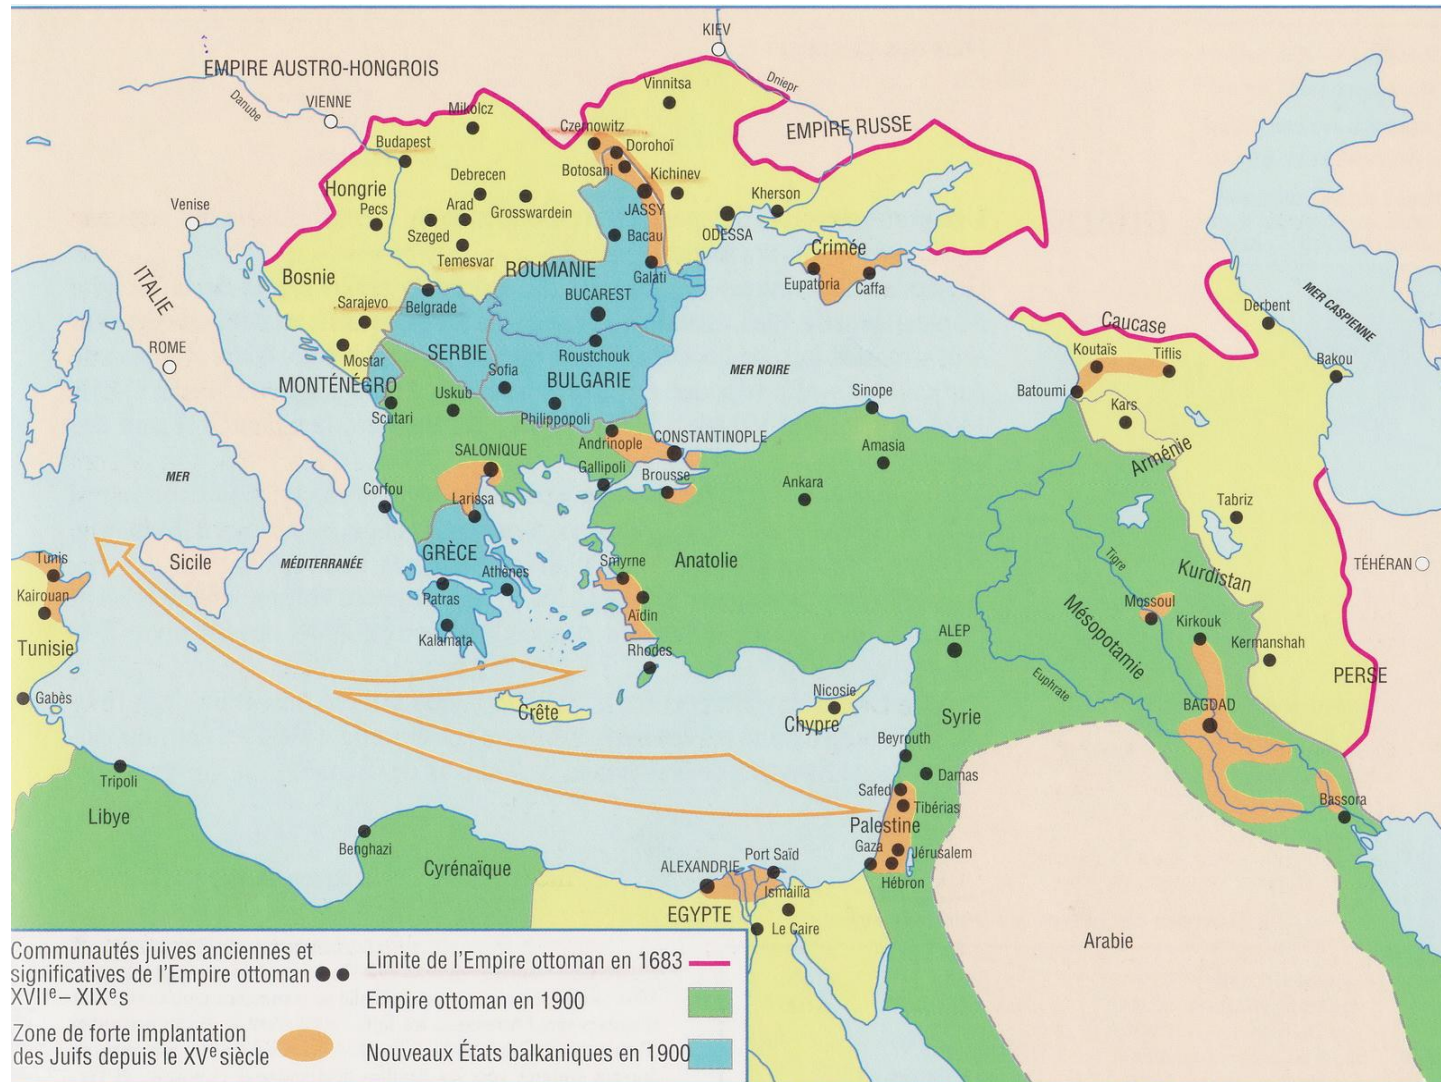 KIEV
EMPIRE AUSTRO-HONGROIS
Dniepr
Vinnitsa
Danube
VIENNE
Mikolcz
Czernowitz
EMPIRE RUSSE
Budapest
Dorohoï
Botosani
Kichinev
Debrecen
Hongrie
Kherson
Pecs
Arad
Grosswardein
JASSY
Venise
Szeged
Bacau
ODESSA
Temesvar
Crimée
ITALIE
Bosnie
ROUMANIE
Galati
Eupatoria
Caffa
BUCAREST
Sarajevo
Belgrade
MER CASPIENNE
Derbent
Caucase
ROME
SERBIE
Roustchouk
Koutaïs
Tiflis
Mostar
Sofia
BULGARIE
MER NOIRE
Bakou
MONTÉNÉGRO
Uskub
Sinope
Batoumi
Scutari
Philippopoli
Kars
Andrinople
CONSTANTINOPLE
SALONIQUE
Amasia
Arménie
MER
Gallipoli
Brousse
Ankara
Corfou
Larissa
Tabriz
GRÈCE
Tunis
Sicile
MÉDITERRANÉE
Smyrne
Anatolie
Tigre
TÉHÉRAN
Athènes
Kurdistan
Kairouan
Patras
Mossoul
Aïdin
Mésopotamie
Kirkouk
Tunisie
Kalamata
ALEP
Kermanshah
Rhodes
PERSE
Gabès
Nicosie
Euphrate
Crête
Chypre
BAGDAD
Syrie
Beyrouth
Tripoli
Damas
Safed
Bassora
Tibérias
Libye
Palestine
Benghazi
Gaza
Jérusalem
Port Saïd
Cyrénaïque
ALEXANDRIE
Hébron
Ismailïa
EGYPTE
Le Caire
Arabie
Communautés juives anciennes et
significatives de l'Empire ottoman
XVIIe – XIXe s
Zone de forte implantation
des Juifs depuis le XVe siècle
Limite de l'Empire ottoman en 1683
Empire ottoman en 1900
Nouveaux États balkaniques en 1900